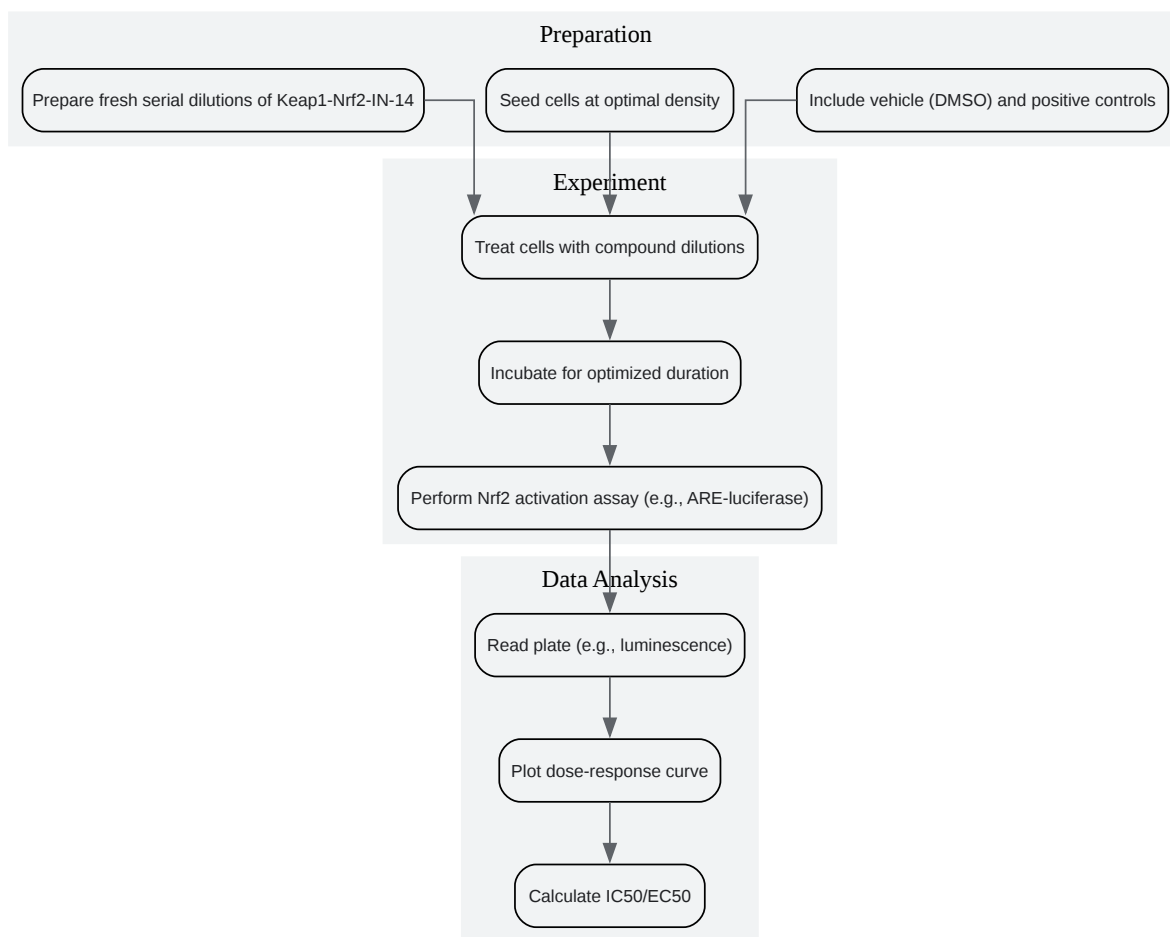 Preparation
Prepare fresh serial dilutions of Keap1-Nrf2-IN-14
Seed cells at optimal density
Include vehicle (DMSO) and positive controls
Experiment
Treat cells with compound dilutions
Incubate for optimized duration
Perform Nrf2 activation assay (e.g., ARE-luciferase)
Data Analysis
Read plate (e.g., luminescence)
Plot dose-response curve
Calculate IC50/EC50